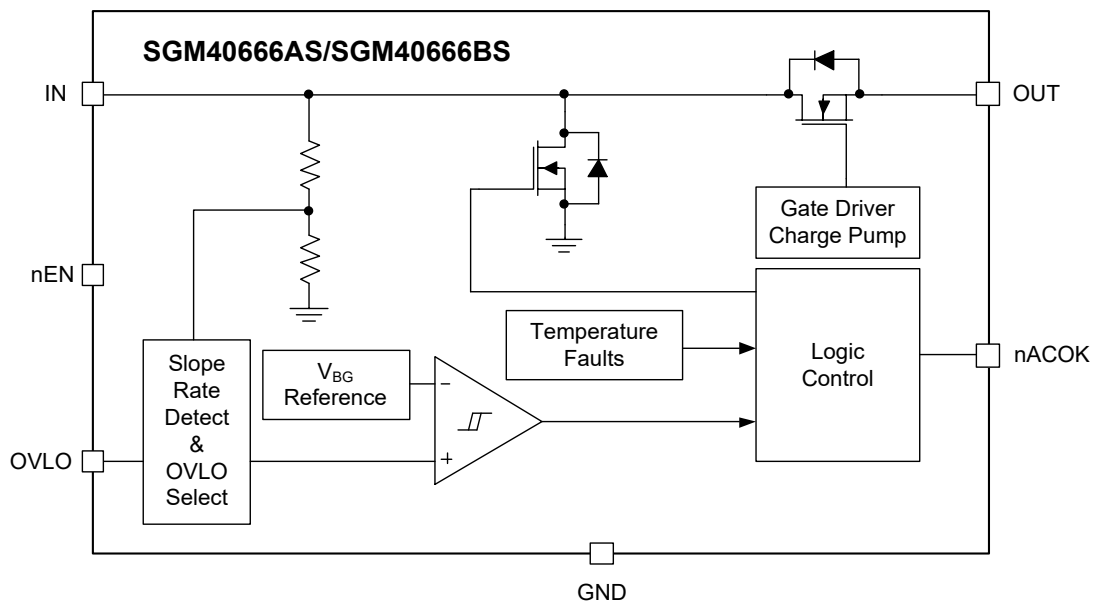 SGM40666AS/SGM40666BS
IN
OUT
Gate Driver
Charge Pump
nEN
Temperature
Faults
Logic
Control
nACOK
Slope
Rate
Detect
&
OVLO
Select
VBG
Reference
−
+
OVLO
GND